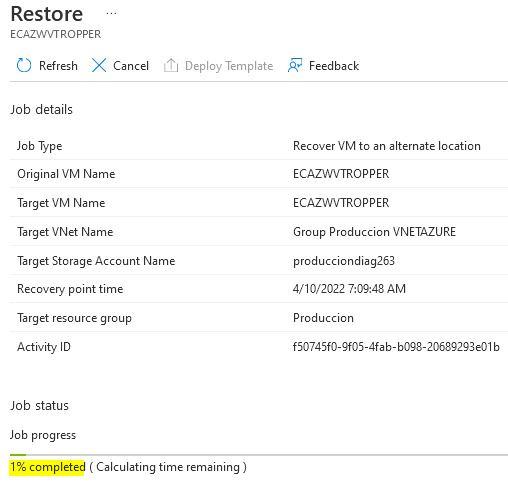 Restore ...
ECAZWVTROPPER
Refresh Cancel Deploy Template Feedback
Job details
Job Type Recover VM to an alternate location
Original VM Name ECAZWVTROPPER
Target VM Name ECAZWVTROPPER
Target VNet Name Group Produccion VNETAZURE
Target Storage Account Name producciondiag263
Recovery point time 4/10/2022 7:09:48 AM
Target resource group Produccion
Activity ID f50745f0-9f05-4fab-b098-20689293e01b
Job status
Job progress
1% completed ( Calculating time remaining )